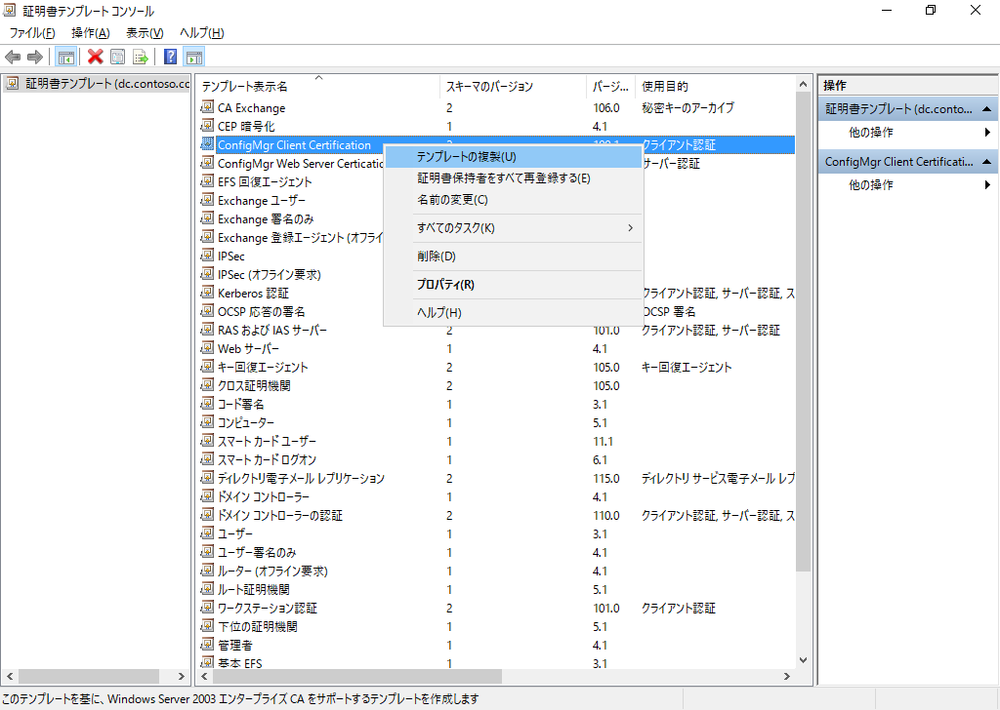 証明書テンプレート コンソール
ファイル(F) 操作(A) 表示(V) ヘルプ(H)
証明書テンプレート (dc.contoso.cc
テンプレート表示名 スキーマのバージョン バージ... 使用目的
CA Exchange 2 106.0 秘密キーのアーカイブ
CEP 暗号化 1 4.1
ConfigMgr Client Certification クライアント認証
ConfigMgr Web Server Certicatic サーバー認証
EFS 回復エージェント
Exchange ユーザー
Exchange 署名のみ
Exchange 登録エージェント (オフライ
IPSec
IPSec (オフライン要求)
Kerberos 認証 クライアント認証, サーバー認証, ス
OCSP 応答の署名 OCSP 署名
RAS および IAS サーバー 2 101.0 クライアント認証, サーバー認証
Web サーバー 1 4.1
キー回復エージェント 2 105.0 キー回復エージェント
クロス証明機関 2 105.0
コード署名 1 3.1
コンピューター 1 5.1
スマート カード ユーザー 1 11.1
スマート カード ログオン 1 6.1
ディレクトリ電子メール レプリケーション 2 115.0 ディレクトリ サービス電子メール レプ
ドメイン コントローラー 1 4.1
ドメイン コントローラーの認証 2 110.0 クライアント認証, サーバー認証, ス
ユーザー 1 3.1
ユーザー署名のみ 1 4.1
ルーター (オフライン要求) 1 4.1
ルート証明機関 1 5.1
ワークステーション認証 2 101.0 クライアント認証
下位の証明機関 1 5.1
管理者 1 4.1
基本 EFS 1 3.1
テンプレートの複製(U)
証明書保持者をすべて再登録する(E)
名前の変更(C)
すべてのタスク(K)
削除(D)
プロパティ(R)
ヘルプ(H)
操作
証明書テンプレート (dc.conto...
他の操作
ConfigMgr Client Certificati...
他の操作
このテンプレートを基に、Windows Server 2003 エンタープライズ CA をサポートするテンプレートを作成します